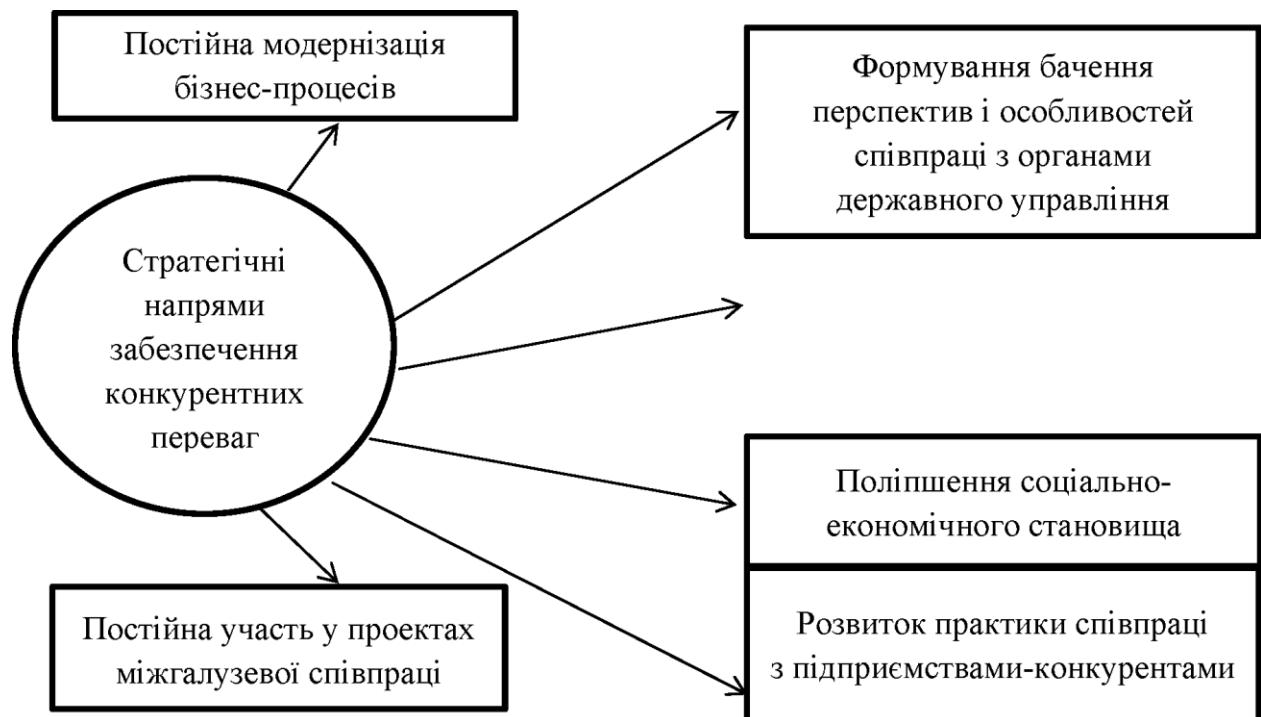 Постійна модернізація
бізнес-процесів
Формування бачення
перспектив і особливостей
співпраці з органами
державного управління
Стратегічні
напрями
забезпечення
конкурентних
переваг
Поліпшення соціально-
економічного становища
Постійна участь у проектах
міжгалузевої співпраці
Розвиток практики співпраці
з підприємствами-конкурентами